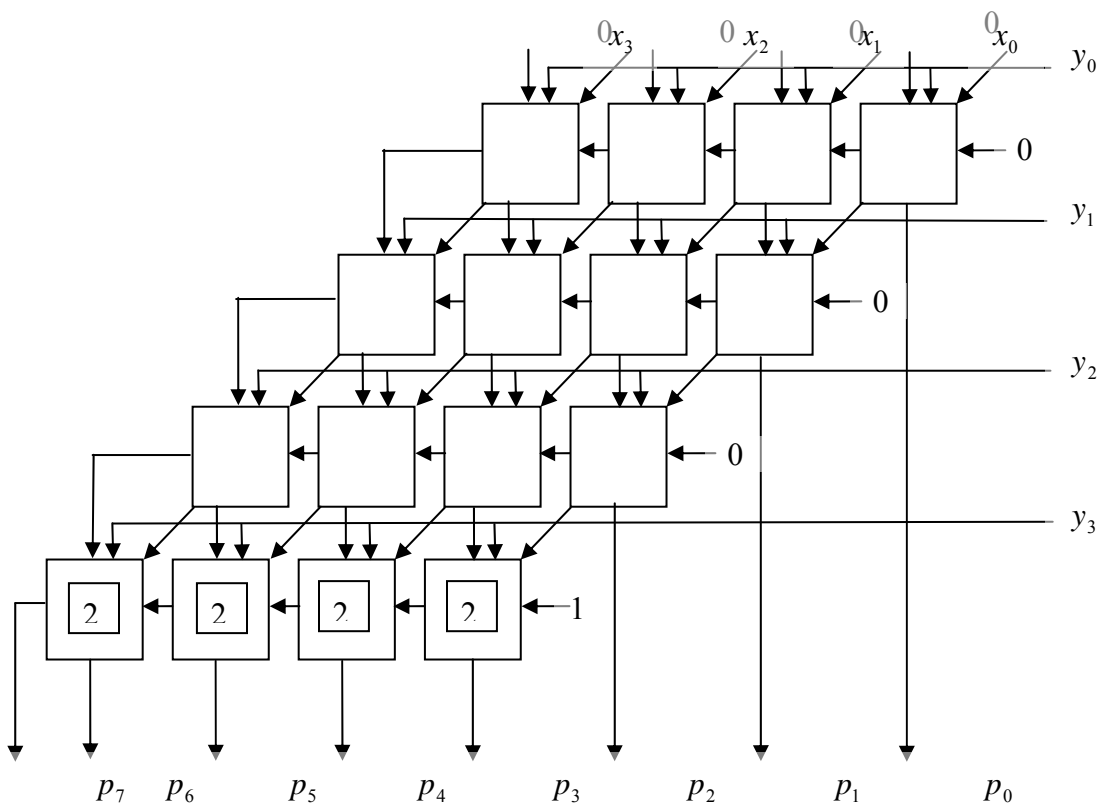 0 x₃ 0 x₂ 0 x₁ 0 x₀
y₀
0
y₁
0
y₂
0
y₃
2 2 2 2 1
p₇ p₆ p₅ p₄ p₃ p₂ p₁ p₀